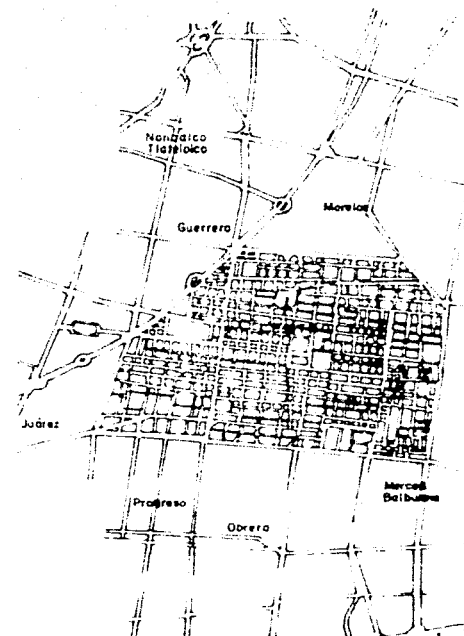 Nonoalco
Tlatelolco
Morelos
Guerrero
Juárez
Merced
Balbuena
Progreso
Obrera